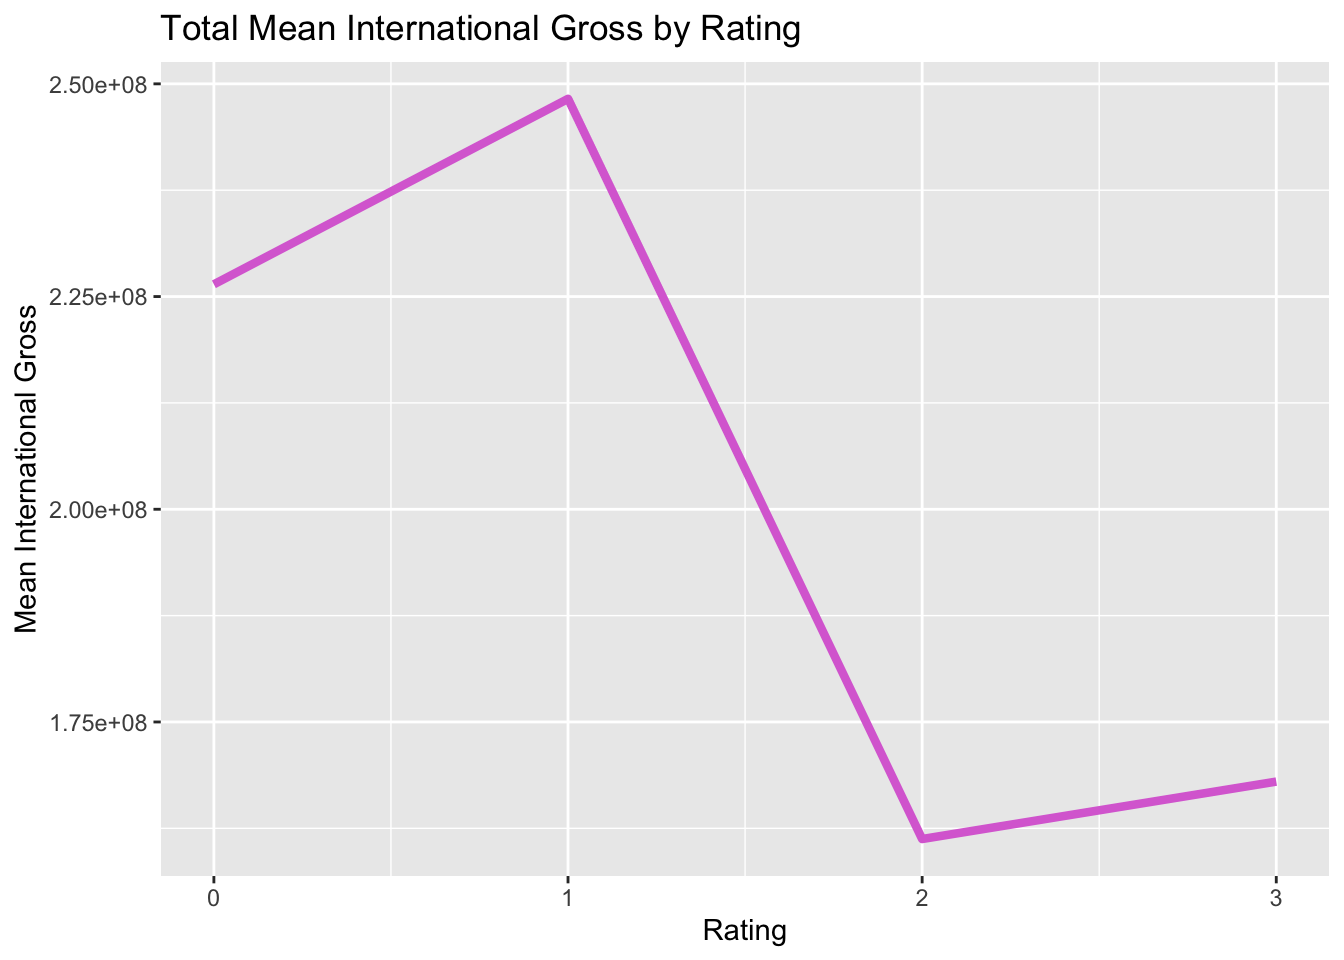 Total Mean International Gross by Rating
2.50e+08
2.25e+08
2.00e+08
1.75e+08
Mean International Gross
0 1 2 3
Rating